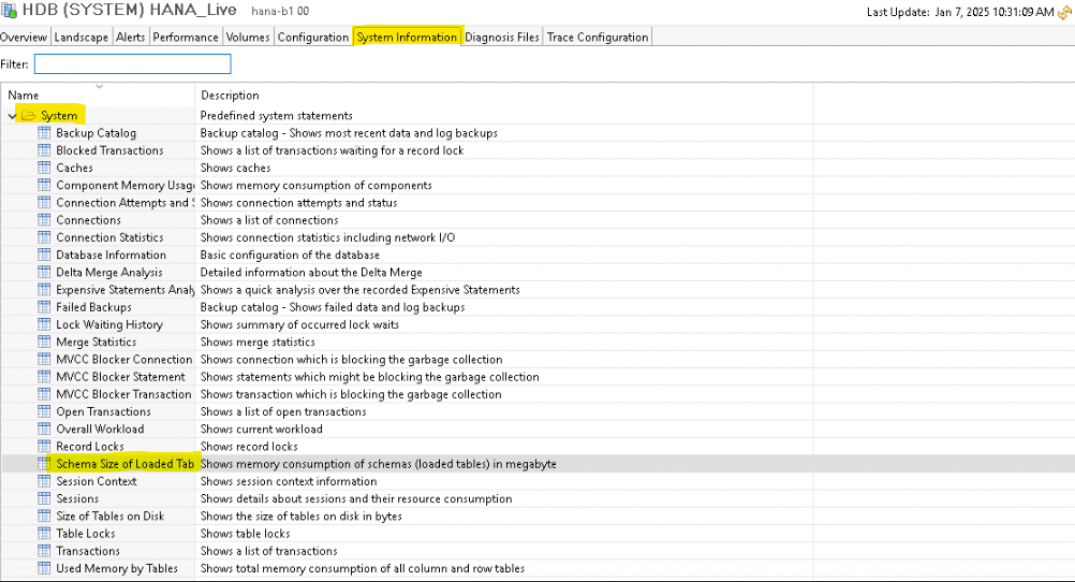 HDB (SYSTEM) HANA_Live hana-b1 00
Last Update: Jan 7, 2025 10:31:09 AM
Overview Landscape Alerts Performance Volumes Configuration System Information Diagnosis Files Trace Configuration
Filter:
Name Description
System Predefined system statements
Backup Catalog Backup catalog - Shows most recent data and log backups
Blocked Transactions Shows a list of transactions waiting for a record lock
Caches Shows caches
Component Memory Usag Shows memory consumption of components
Connection Attempts and S Shows connection attempts and status
Connections Shows a list of connections
Connection Statistics Shows connection statistics including network I/O
Database Information Basic configuration of the database
Delta Merge Analysis Detailed information about the Delta Merge
Expensive Statements Analy Shows a quick analysis over the recorded Expensive Statements
Failed Backups Backup catalog - Shows failed data and log backups
Lock Waiting History Shows summary of occurred lock waits
Merge Statistics Shows merge statistics
MVCC Blocker Connection Shows connection which is blocking the garbage collection
MVCC Blocker Statement Shows statements which might be blocking the garbage collection
MVCC Blocker Transaction Shows transaction which is blocking the garbage collection
Open Transactions Shows a list of open transactions
Overall Workload Shows current workload
Record Locks Shows record locks
Schema Size of Loaded Tab Shows memory consumption of schemas (loaded tables) in megabyte
Session Context Shows session context information
Sessions Shows details about sessions and their resource consumption
Size of Tables on Disk Shows the size of tables on disk in bytes
Table Locks Shows table locks
Transactions Shows a list of transactions
Used Memory by Tables Shows total memory consumption of all column and row tables